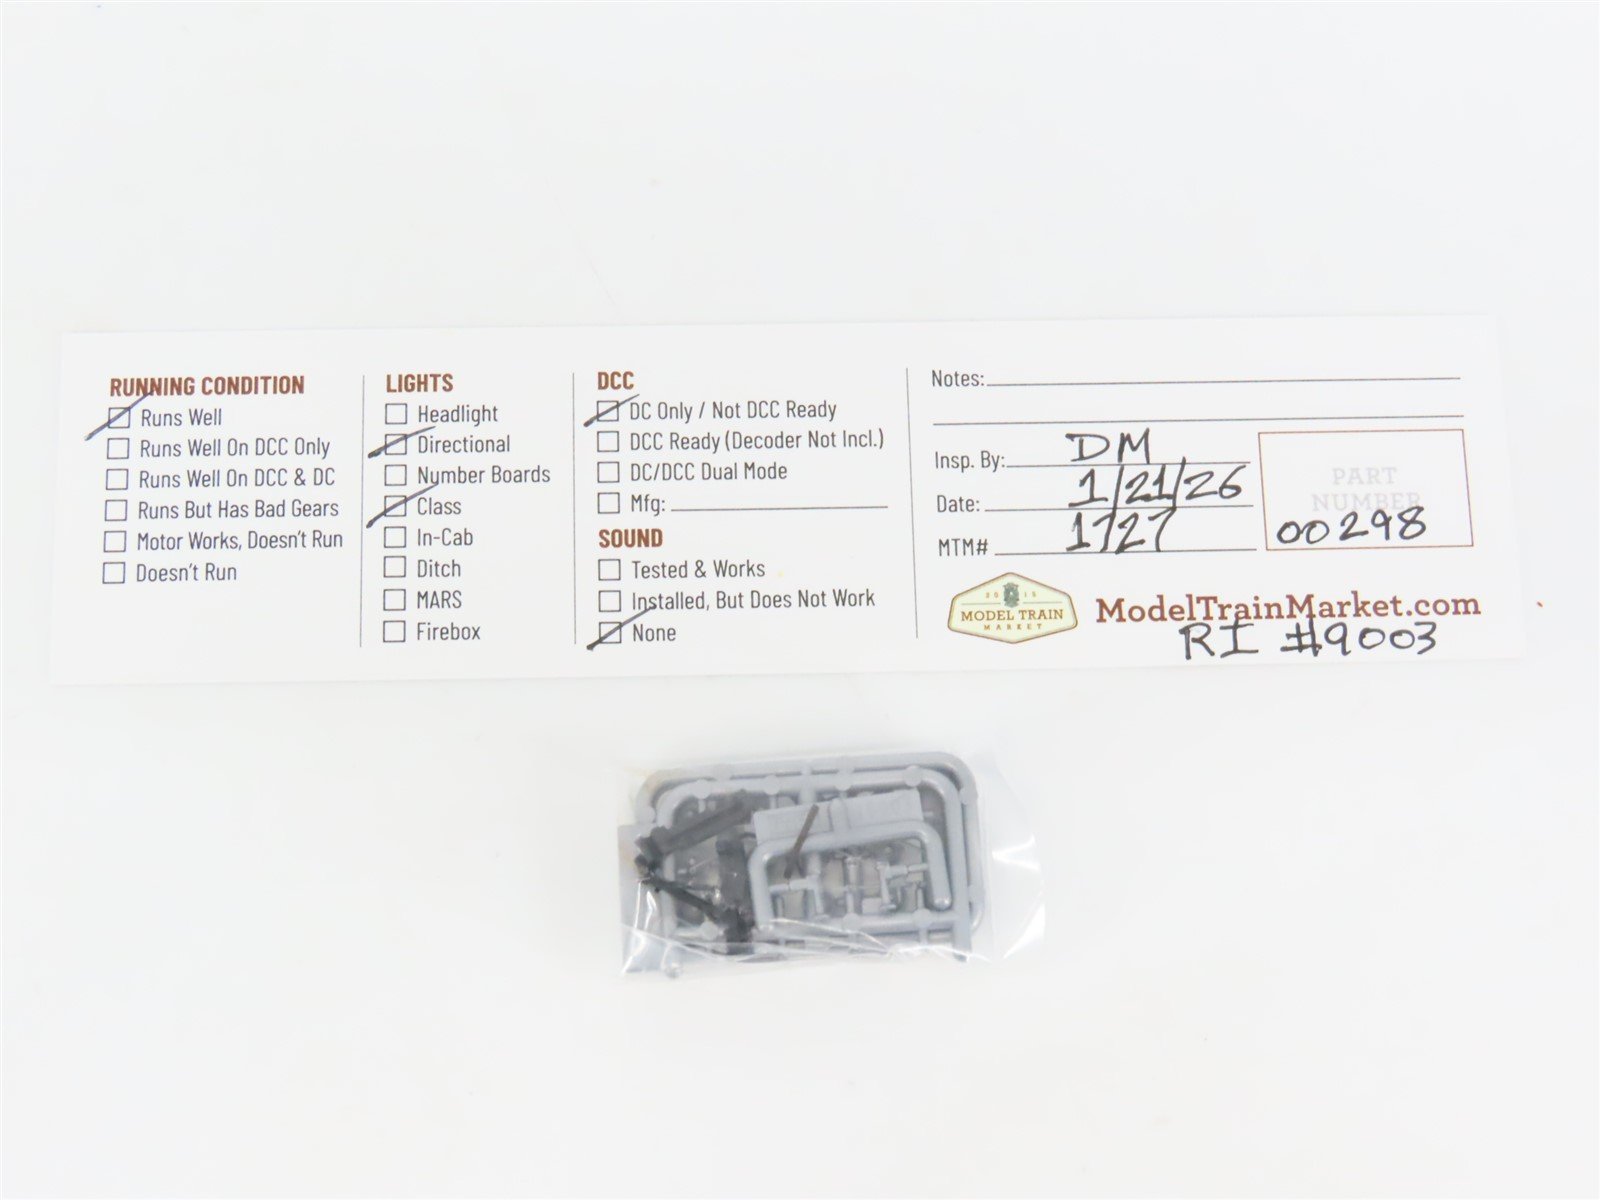 RUNNING CONDITION
Runs Well
Runs Well On DCC Only
Runs Well On DCC & DC
Runs But Has Bad Gears
Motor Works, Doesn't Run
Doesn't Run
LIGHTS
Headlight
Directional
Number Boards
Class
In-Cab
Ditch
MARS
Firebox
DCC
DC Only / Not DCC Ready
DCC Ready (Decoder Not Incl.)
DC/DCC Dual Mode
Mfg:
SOUND
Tested & Works
Installed, But Does Not Work
None
Notes:
Insp. By: DM
Date: 1/21/26
MTM# 1727
PART
NUMBER
00298
2015
MODEL TRAIN
MARKET
ModelTrainMarket.com
RI #9003